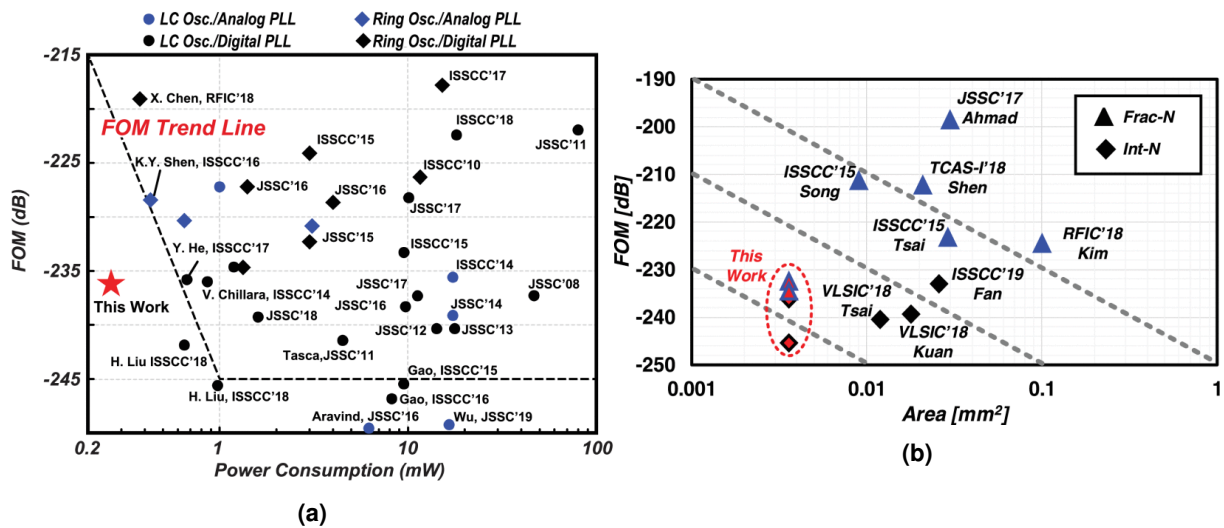 LC Osc./Analog PLL
Ring Osc./Analog PLL
LC Osc./Digital PLL
Ring Osc./Digital PLL
-215
-225
-235
-245
FOM (dB)
ISSCC'17
X. Chen, RFIC'18
FOM Trend Line
ISSCC'18
JSSC'11
ISSCC'15
K.Y. Shen, ISSCC'16
ISSCC'10
JSSC'16
JSSC'16
JSSC'17
JSSC'15
Y. He, ISSCC'17
ISSCC'15
ISSCC'14
This Work
V. Chillara, ISSCC'14
JSSC'17
JSSC'08
JSSC'16
JSSC'14
JSSC'18
JSSC'12
JSSC'13
H. Liu ISSCC'18
Tasca,JSSC'11
Gao, ISSCC'15
H. Liu, ISSCC'18
Gao, ISSCC'16
Aravind, JSSC'16
Wu, JSSC'19
0.2
1
10
100
Power Consumption (mW)
(a)
-190
-200
-210
-220
-230
-240
-250
FOM [dB]
JSSC'17
Ahmad
Frac-N
Int-N
ISSCC'15
Song
TCAS-I'18
Shen
ISSCC'15
Tsai
RFIC'18
Kim
This
Work
ISSCC'19
Fan
VLSIC'18
Tsai
VLSIC'18
Kuan
0.001
0.01
0.1
1
Area [mm²]
(b)